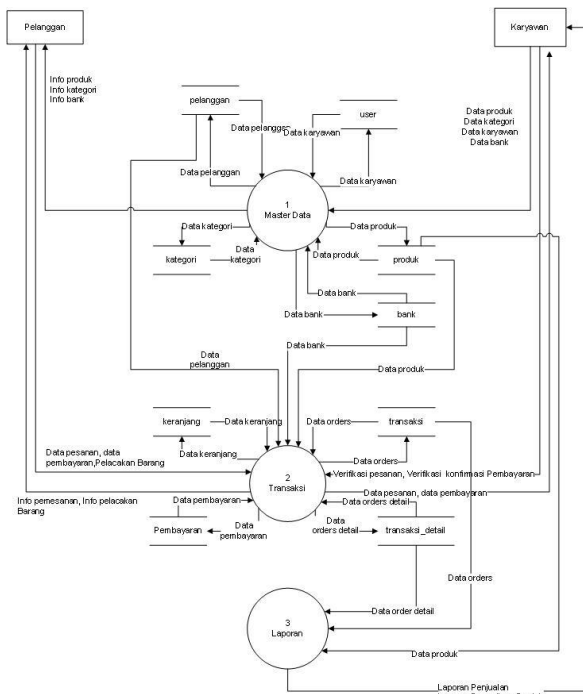 Pelanggan
Karyawan
Info produk
Info kategori
Info bank
Data produk
Data kategori
Data karyawan
Data bank
pelanggan
user
Data pelanggan
Data karyawan
Data pelanggan
Data karyawan
1
Master Data
Data kategori
Data produk
kategori
Data
kategori
Data produk
produk
Data bank
Data bank
bank
Data bank
Data
pelanggan
Data produk
keranjang
Data keranjang
Data orders
transaksi
Data keranjang
Data orders
Data pesanan, data
pembayaran,Pelacakan Barang
2
Transaksi
Verifikasi pesanan, Verifikasi konfirmasi Pembayaran
Info pemesanan, Info pelacakan
Barang
Data pembayaran
Data pesanan, data pembayaran
Data orders detail
Pembayaran
Data
pembayaran
Data
orders detail
transaksi_detail
Data orders
Data order detail
3
Laporan
Data produk
Laporan Penjualan